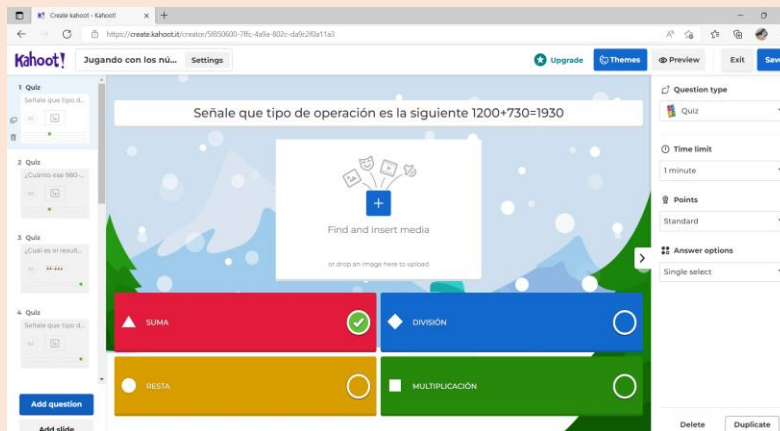 Create kahoot - Kahoot!
https://create.kahoot.it/creator/5f850600-7ffc-4a9a-802c-da9c2f0a11a3
Kahoot!
Jugando con los nú...
Settings
Upgrade
Themes
Preview
Exit
Save
1 Quiz
Señale que tipo d...
2 Quiz
¿Cuánto ese 980-...
3 Quiz
¿Cuál es el result...
4 Quiz
Señale que tipo d...
Add question
Add slide
Señale que tipo de operación es la siguiente 1200+730=1930
Find and insert media
or drop an image here to upload
SUMA
DIVISIÓN
RESTA
MULTIPLICACIÓN
Question type
Quiz
Time limit
1 minute
Points
Standard
Answer options
Single select
Delete
Duplicate